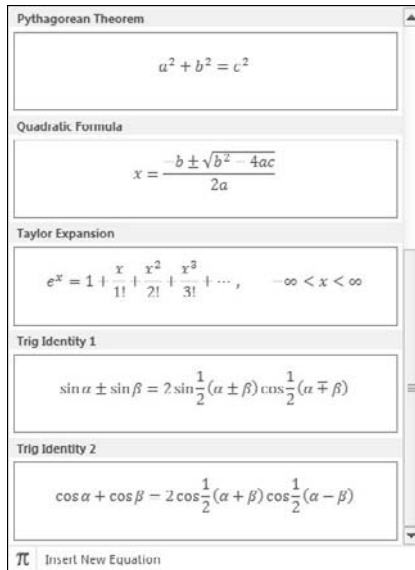 Pythagorean Theorem
a² + b² = c²
Quadratic Formula
x = (-b ± √(b² − 4ac)) / 2a
Taylor Expansion
eˣ = 1 + x/1! + x²/2! + x³/3! + ⋯ , −∞ < x < ∞
Trig Identity 1
sin α ± sin β = 2 sin 1/2 (α ± β) cos 1/2 (α ∓ β)
Trig Identity 2
cos α + cos β = 2 cos 1/2 (α + β) cos 1/2 (α − β)
π Insert New Equation